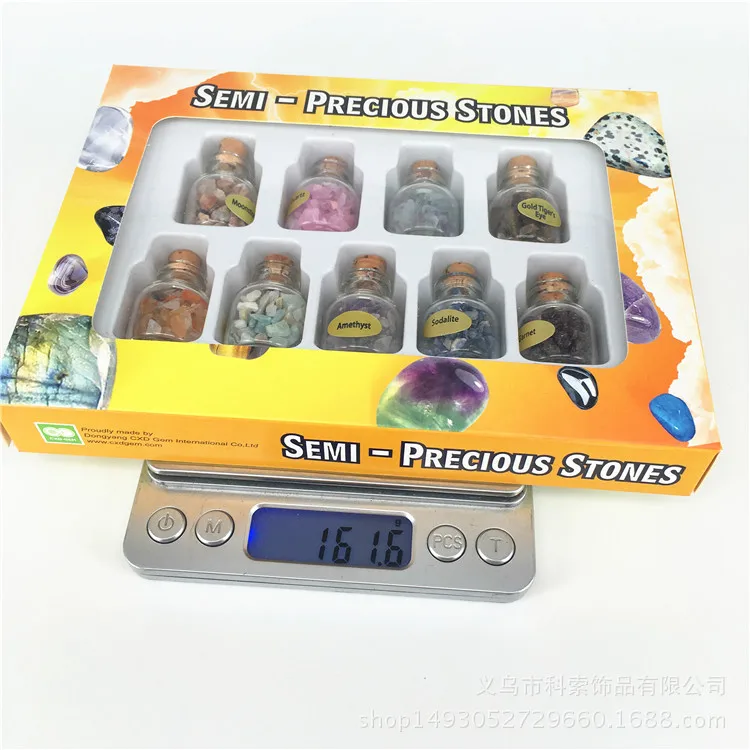 SEMI - PRECIOUS STONES
Gold Tiger's
Eye
Amethyst
Sodalite
Proudly made by
Dongyang CXD Gem International Co,Ltd
www.cxdgem.com
SEMI - PRECIOUS STONES
g
M
161.6
PCS
T
义乌市科索饰品有限公司
shop1493052729660.1688.com